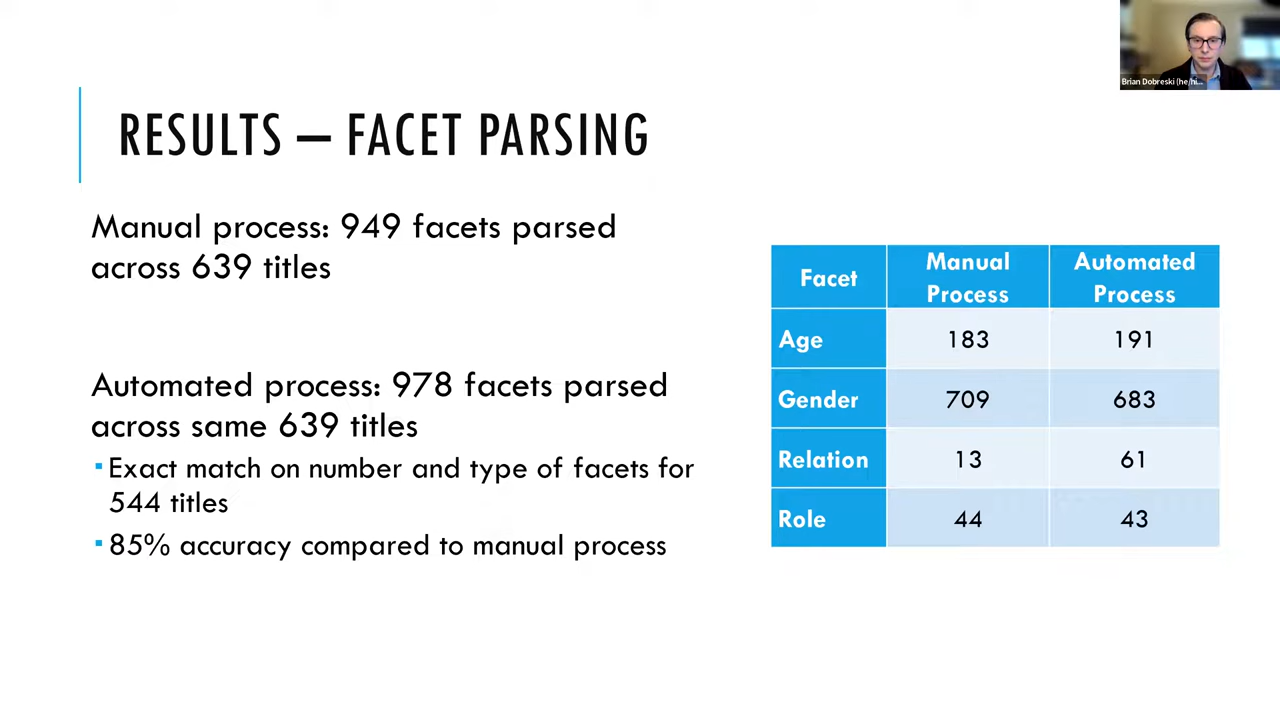 Brian Dobreski (he/hi...
RESULTS – FACET PARSING
Manual process: 949 facets parsed
across 639 titles
Automated process: 978 facets parsed
across same 639 titles
▪ Exact match on number and type of facets for
544 titles
▪ 85% accuracy compared to manual process
Facet Manual Process Automated Process
Age 183 191
Gender 709 683
Relation 13 61
Role 44 43